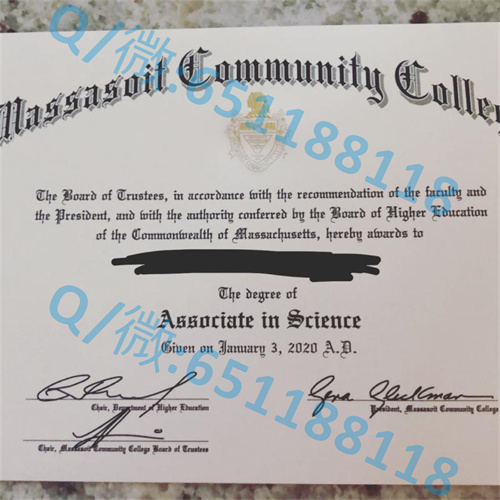 Massasoit Community Colle
Q/微:651188118
The Board of Trustees, in accordance with the recommendation of the faculty and
the President, and with the authority conferred by the Board of Higher Education
of the Commonwealth of Massachusetts, hereby awards to
The degree of
Associate in Science
Given on January 3, 2020 A.D.
Q/微:651188118
Chair, Department of Higher Education
President, Massasoit Community College
Chair, Massasoit Community College Board of Trustees